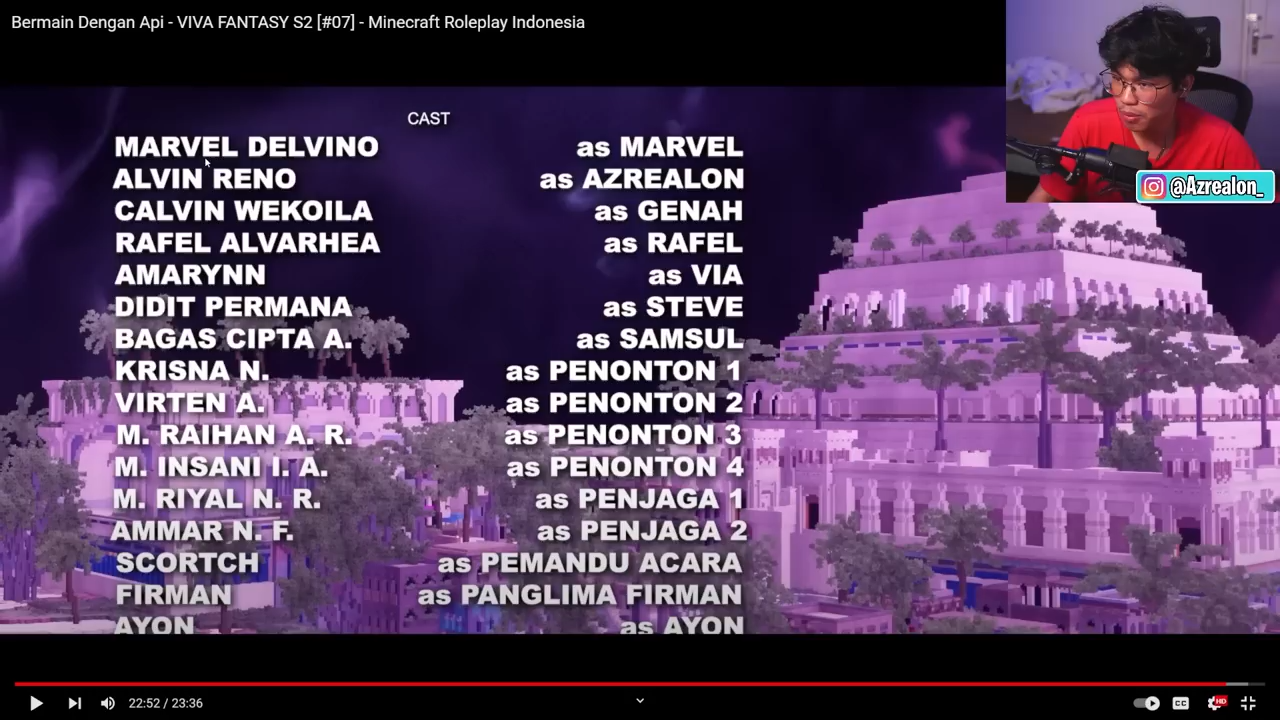 Bermain Dengan Api - VIVA FANTASY S2 [#07] - Minecraft Roleplay Indonesia
@Azrealon_
CAST
MARVEL DELVINO as MARVEL
ALVIN RENO as AZREALON
CALVIN WEKOILA as GENAH
RAFEL ALVARHEA as RAFEL
AMARYNN as VIA
DIDIT PERMANA as STEVE
BAGAS CIPTA A. as SAMSUL
KRISNA N. as PENONTON 1
VIRTEN A. as PENONTON 2
M. RAIHAN A. R. as PENONTON 3
M. INSANI I. A. as PENONTON 4
M. RIYAL N. R. as PENJAGA 1
AMMAR N. F. as PENJAGA 2
SCORTCH as PEMANDU ACARA
FIRMAN as PANGLIMA FIRMAN
AYON as AYON
22:52 / 23:36
CC
HD